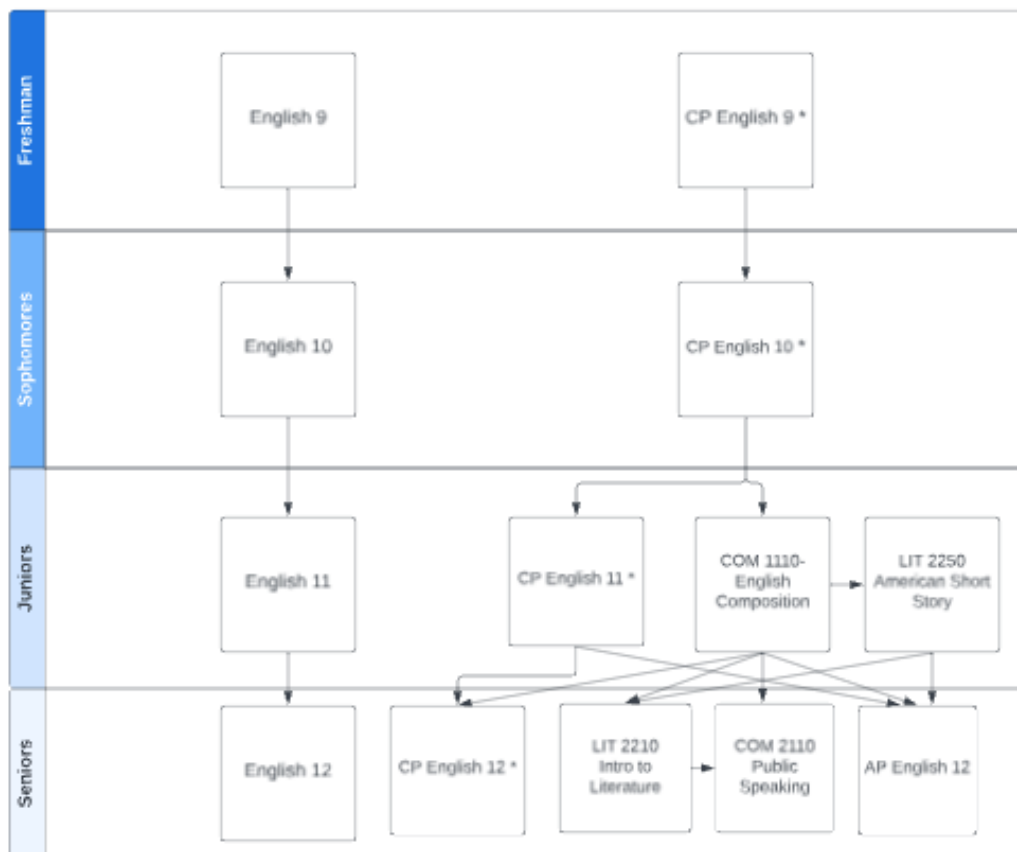 Freshman
English 9
CP English 9 *
Sophomores
English 10
CP English 10 *
Juniors
English 11
CP English 11 *
COM 1110-
English
Composition
LIT 2250
American Short
Story
Seniors
English 12
CP English 12 *
LIT 2210
Intro to
Literature
COM 2110
Public
Speaking
AP English 12